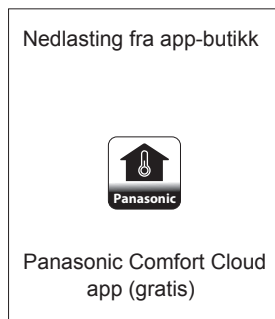 Nedlasting fra app-butikk
Panasonic
Panasonic Comfort Cloud
app (gratis)